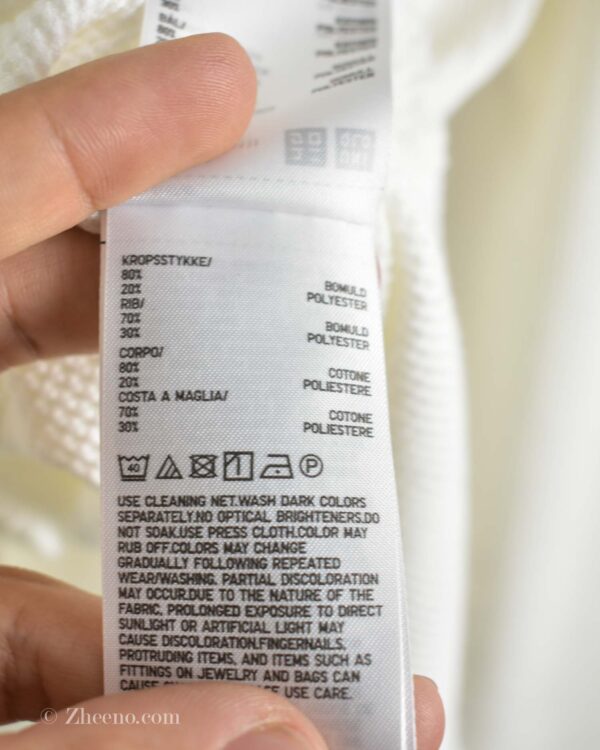 KROPSSTYKKE/
80% BOMULD
20% POLYESTER
RIB/
70% BOMULD
30% POLYESTER
CORPO/
80% COTONE
20% POLIESTERE
COSTA A MAGLIA/
70% COTONE
30% POLIESTERE
40
USE CLEANING NET.WASH DARK COLORS
SEPARATELY.NO OPTICAL BRIGHTENERS.DO
NOT SOAK.USE PRESS CLOTH.COLOR MAY
RUB OFF.COLORS MAY CHANGE
GRADUALLY FOLLOWING REPEATED
WEAR/WASHING. PARTIAL DISCOLORATION
MAY OCCUR.DUE TO THE NATURE OF THE
FABRIC, PROLONGED EXPOSURE TO DIRECT
SUNLIGHT OR ARTIFICIAL LIGHT MAY
CAUSE DISCOLORATION.FINGERNAILS,
PROTRUDING ITEMS, AND ITEMS SUCH AS
FITTINGS ON JEWELRY AND BAGS CAN
CAUSE USE CARE.
© Zheeno.com